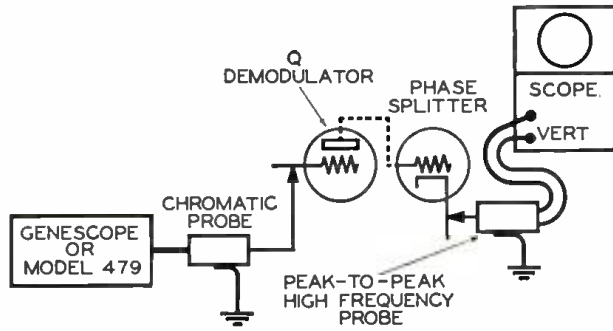 Q
DEMODULATOR
PHASE
SPLITTER
SCOPE.
VERT
CHROMATIC
PROBE
GENESCOPE
OR
MODEL 479
PEAK-TO-PEAK
HIGH FREQUENCY
PROBE